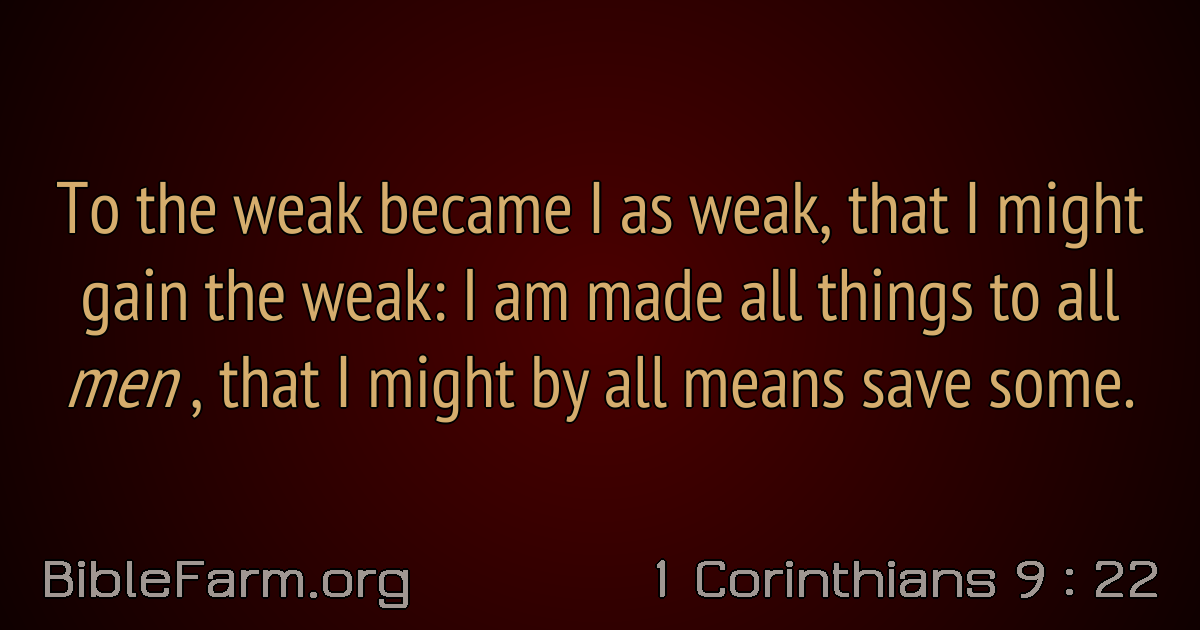 To the weak became I as weak, that I might
gain the weak: I am made all things to all
men , that I might by all means save some.
BibleFarm.org
1 Corinthians 9 : 22